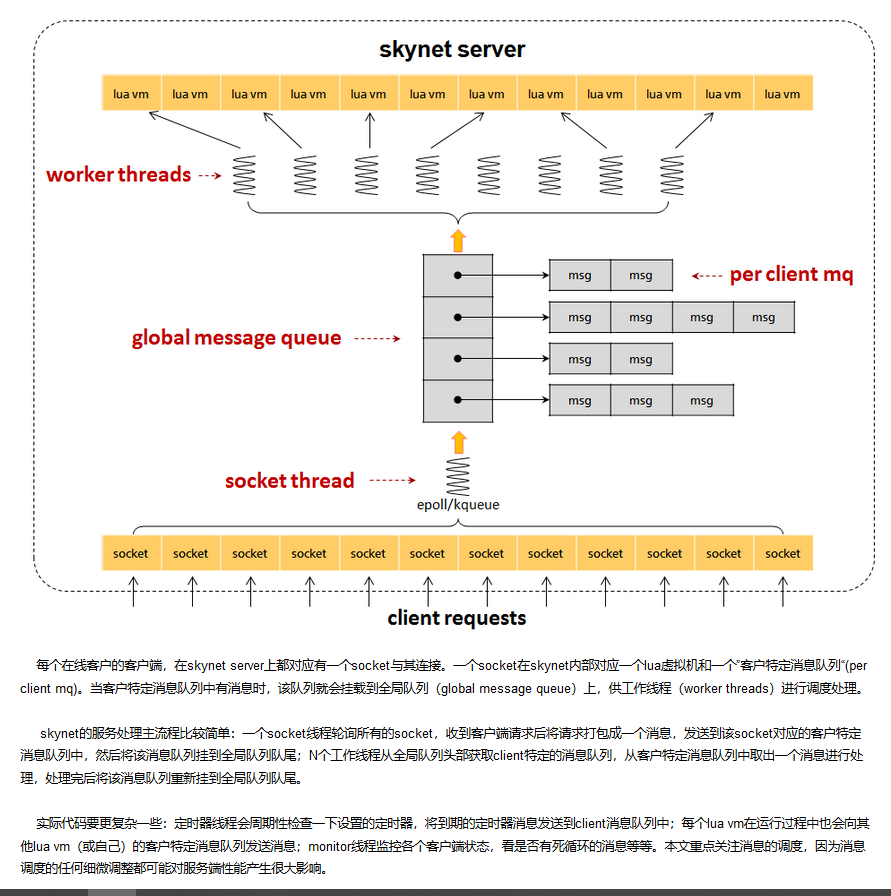 skynet server
lua vm lua vm lua vm lua vm lua vm lua vm lua vm lua vm lua vm lua vm lua vm lua vm
worker threads
msg msg
per client mq
msg msg msg msg
global message queue
msg msg
msg msg msg
socket thread
epoll/kqueue
socket socket socket socket socket socket socket socket socket socket socket socket
client requests
每个在线客户的客户端，在skynet server上都对应有一个socket与其连接。一个socket在skynet内部对应一个lua虚拟机和一个”客户特定消息队列“(per
client mq)。当客户特定消息队列中有消息时，该队列就会挂载到全局队列（global message queue）上，供工作线程（worker threads）进行调度处理。
skynet的服务处理主流程比较简单：一个socket线程轮询所有的socket，收到客户端请求后将请求打包成一个消息，发送到该socket对应的客户特定
消息队列中，然后将该消息队列挂到全局队列队尾；N个工作线程从全局队列头部获取client特定的消息队列，从客户特定消息队列中取出一个消息进行处
理，处理完后将该消息队列重新挂到全局队列队尾。
实际代码要更复杂一些：定时器线程会周期性检查一下设置的定时器，将到期的定时器消息发送到client消息队列中；每个lua vm在运行过程中也会向其
他lua vm（或自己）的客户特定消息队列发送消息；monitor线程监控各个客户端状态，看是否有死循环的消息等等。本文重点关注消息的调度，因为消息
调度的任何细微调整都可能对服务端性能产生很大影响。